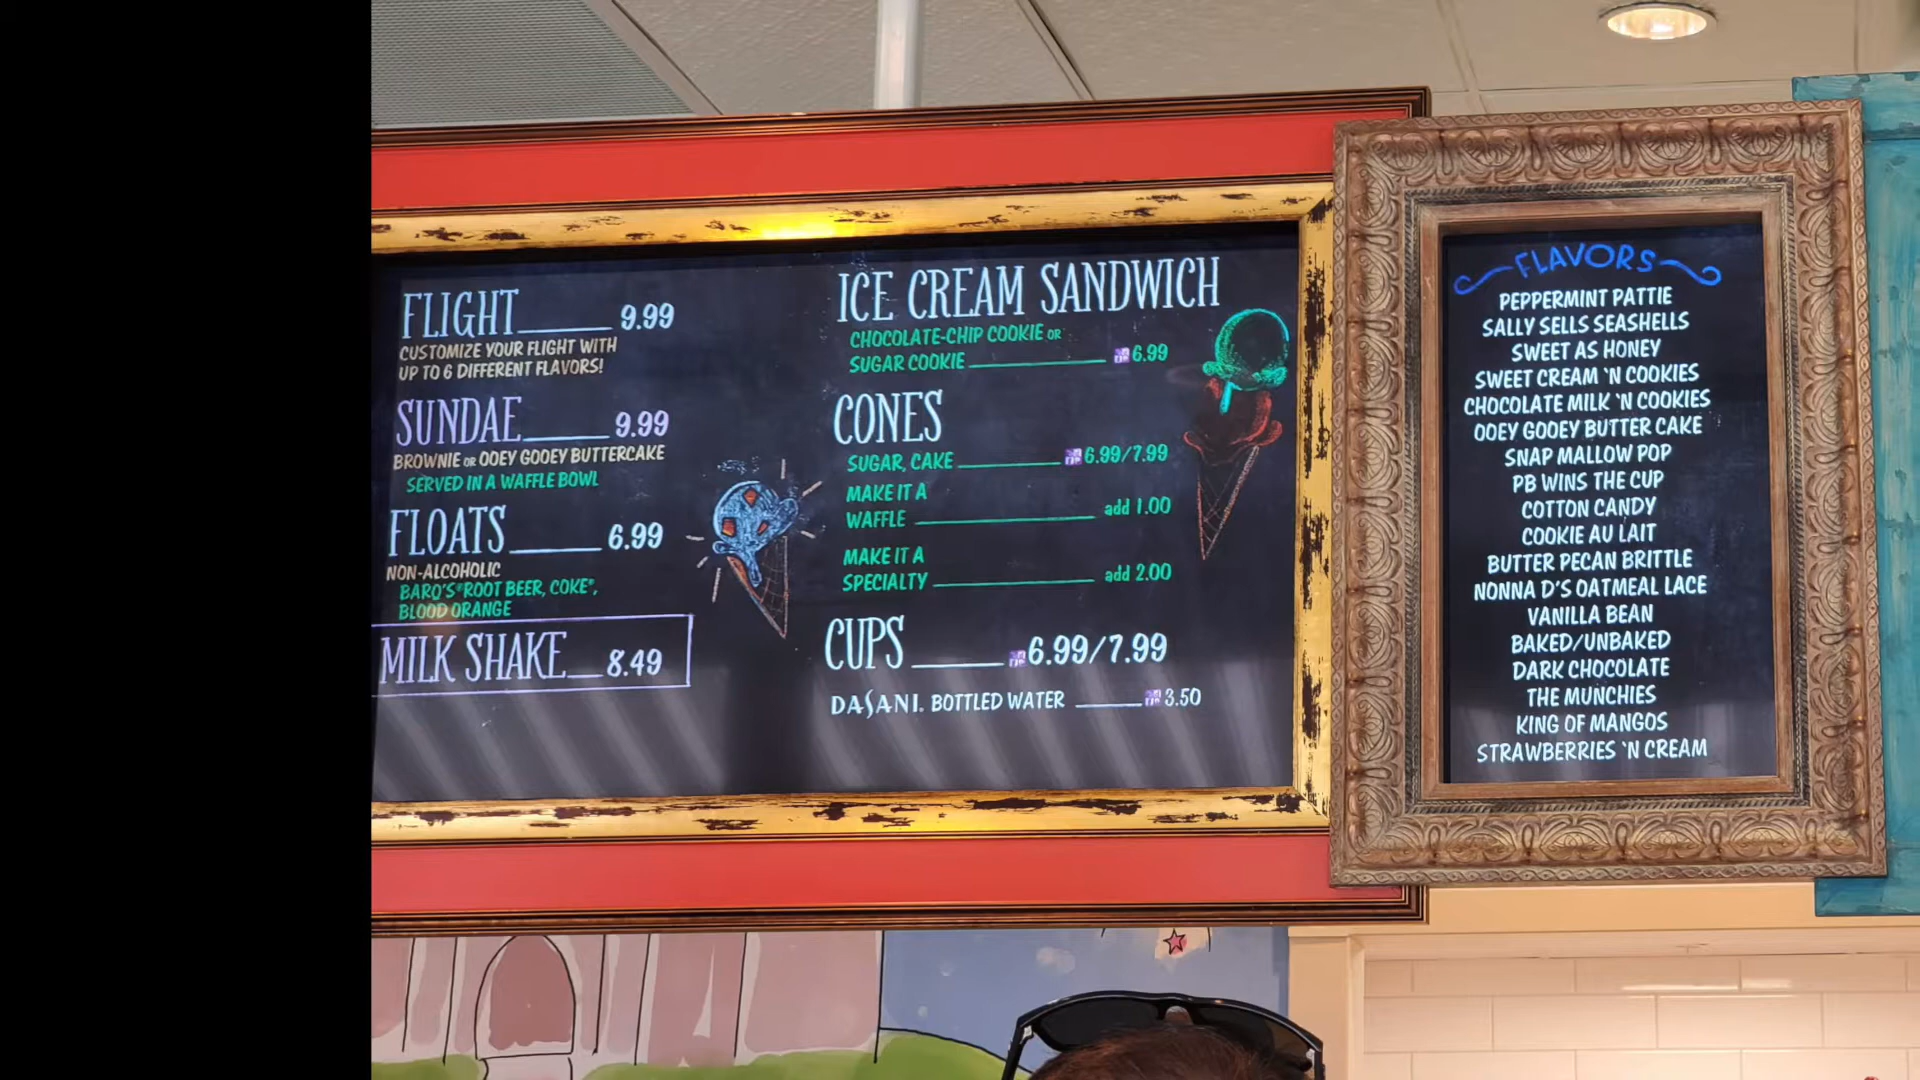 FLIGHT 9.99
CUSTOMIZE YOUR FLIGHT WITH
UP TO 6 DIFFERENT FLAVORS!
SUNDAE 9.99
BROWNIE OR OOEY GOOEY BUTTERCAKE
SERVED IN A WAFFLE BOWL
FLOATS 6.99
NON-ALCOHOLIC
BARQ'S® ROOT BEER, COKE®,
BLOOD ORANGE
MILK SHAKE 8.49
ICE CREAM SANDWICH
CHOCOLATE-CHIP COOKIE OR
SUGAR COOKIE 6.99
CONES
SUGAR, CAKE 6.99/7.99
MAKE IT A
WAFFLE add 1.00
MAKE IT A
SPECIALTY add 2.00
CUPS 6.99/7.99
DASANI. BOTTLED WATER 3.50
FLAVORS
PEPPERMINT PATTIE
SALLY SELLS SEASHELLS
SWEET AS HONEY
SWEET CREAM 'N COOKIES
CHOCOLATE MILK 'N COOKIES
OOEY GOOEY BUTTER CAKE
SNAP MALLOW POP
PB WINS THE CUP
COTTON CANDY
COOKIE AU LAIT
BUTTER PECAN BRITTLE
NONNA D'S OATMEAL LACE
VANILLA BEAN
BAKED/UNBAKED
DARK CHOCOLATE
THE MUNCHIES
KING OF MANGOS
STRAWBERRIES 'N CREAM